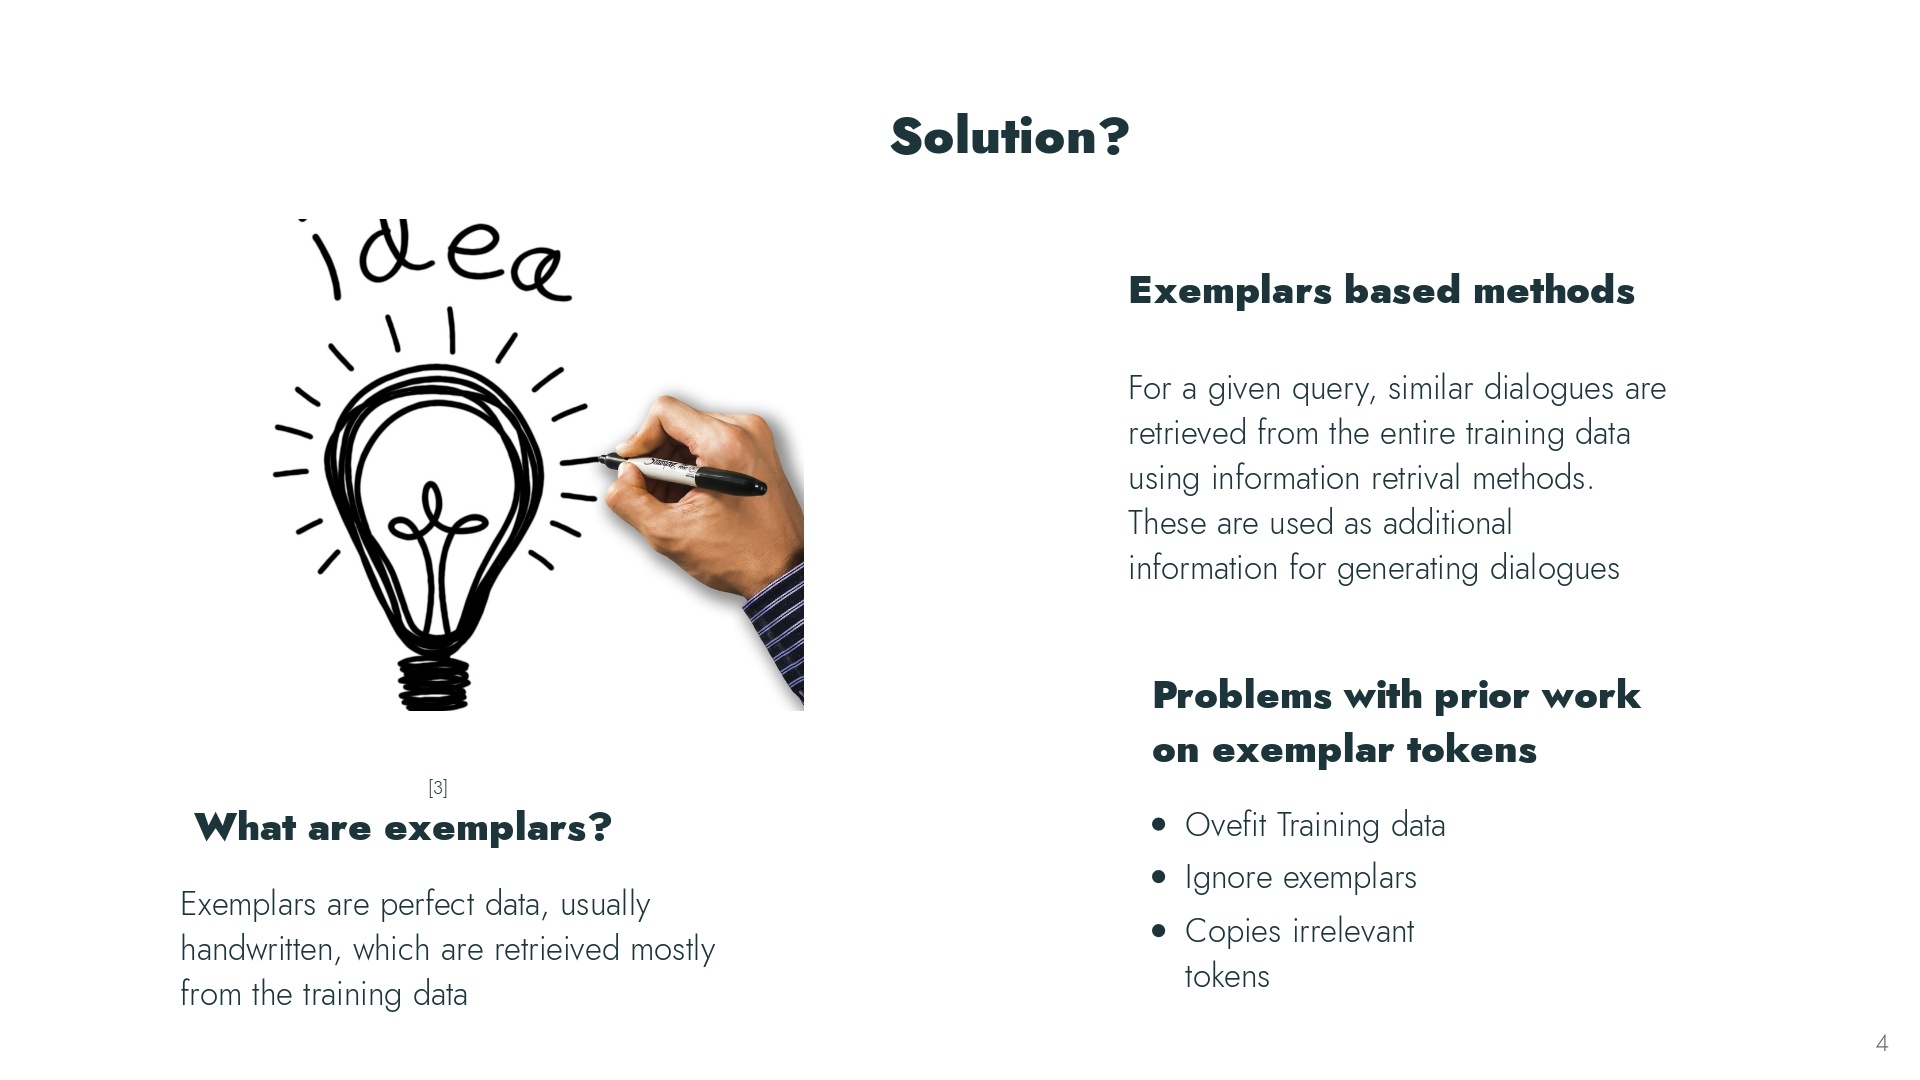 Solution?
idea
[3]
What are exemplars?
Exemplars are perfect data, usually
handwritten, which are retrieived mostly
from the training data
Exemplars based methods
For a given query, similar dialogues are
retrieved from the entire training data
using information retrival methods.
These are used as additional
information for generating dialogues
Problems with prior work
on exemplar tokens
• Ovefit Training data
• Ignore exemplars
• Copies irrelevant
tokens
4